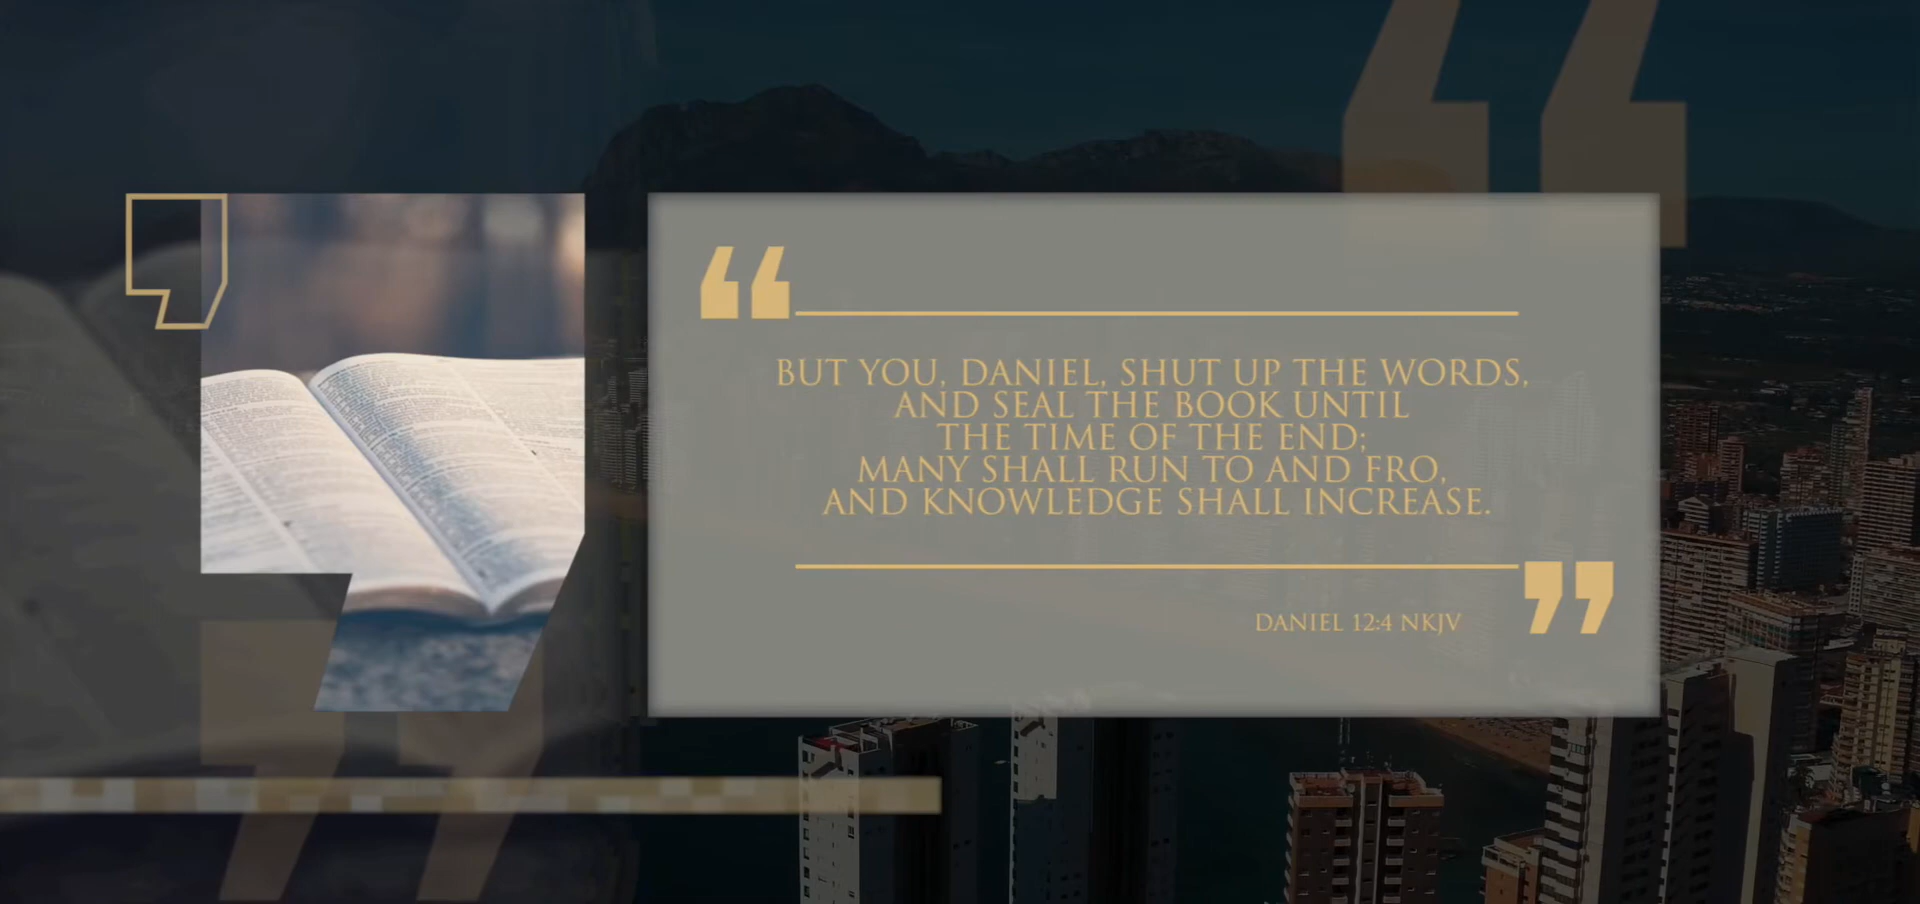 “
BUT YOU, DANIEL, SHUT UP THE WORDS,
AND SEAL THE BOOK UNTIL
THE TIME OF THE END;
MANY SHALL RUN TO AND FRO,
AND KNOWLEDGE SHALL INCREASE.
”
DANIEL 12:4 NKJV